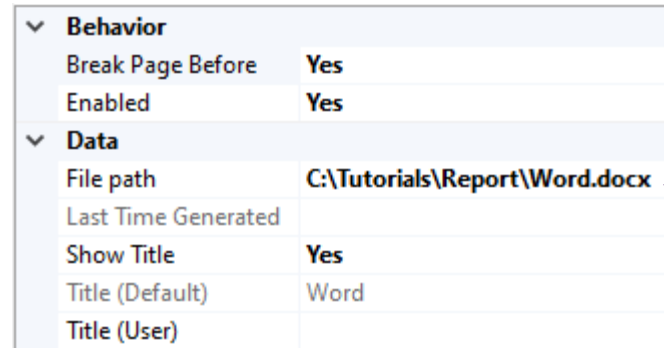 Behavior
Break Page Before Yes
Enabled Yes
Data
File path C:\Tutorials\Report\Word.docx
Last Time Generated
Show Title Yes
Title (Default) Word
Title (User)